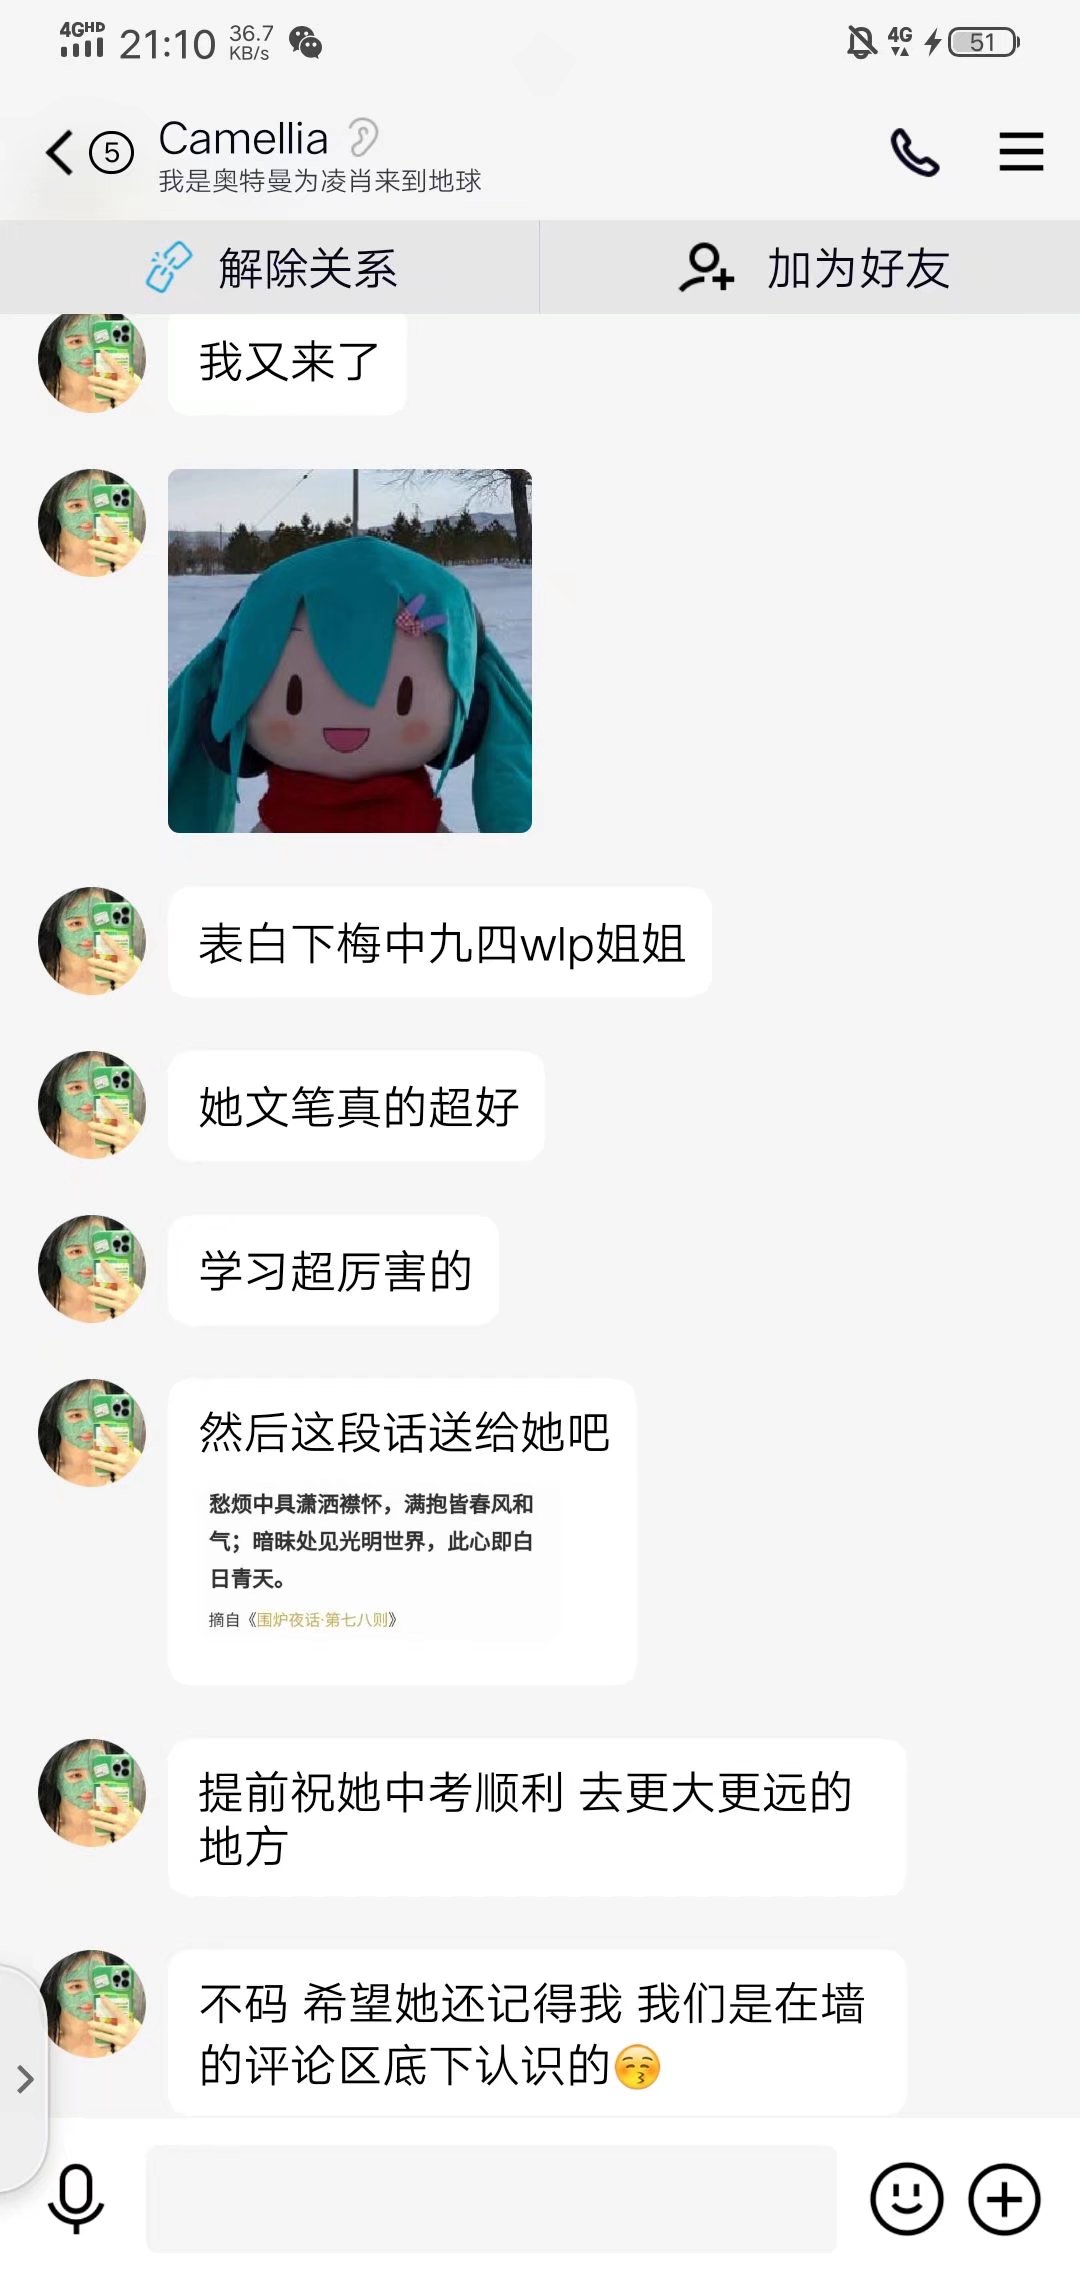 4GHD 21:10 36.7 KB/s 4G 51
5 Camellia
我是奥特曼为凌肖来到地球
解除关系 加为好友
我又来了
表白下梅中九四wlp姐姐
她文笔真的超好
学习超厉害的
然后这段话送给她吧
愁烦中具潇洒襟怀，满抱皆春风和
气；暗昧处见光明世界，此心即白
日青天。
摘自《围炉夜话·第七八则》
提前祝她中考顺利 去更大更远的
地方
不码 希望她还记得我 我们是在墙
的评论区底下认识的😚